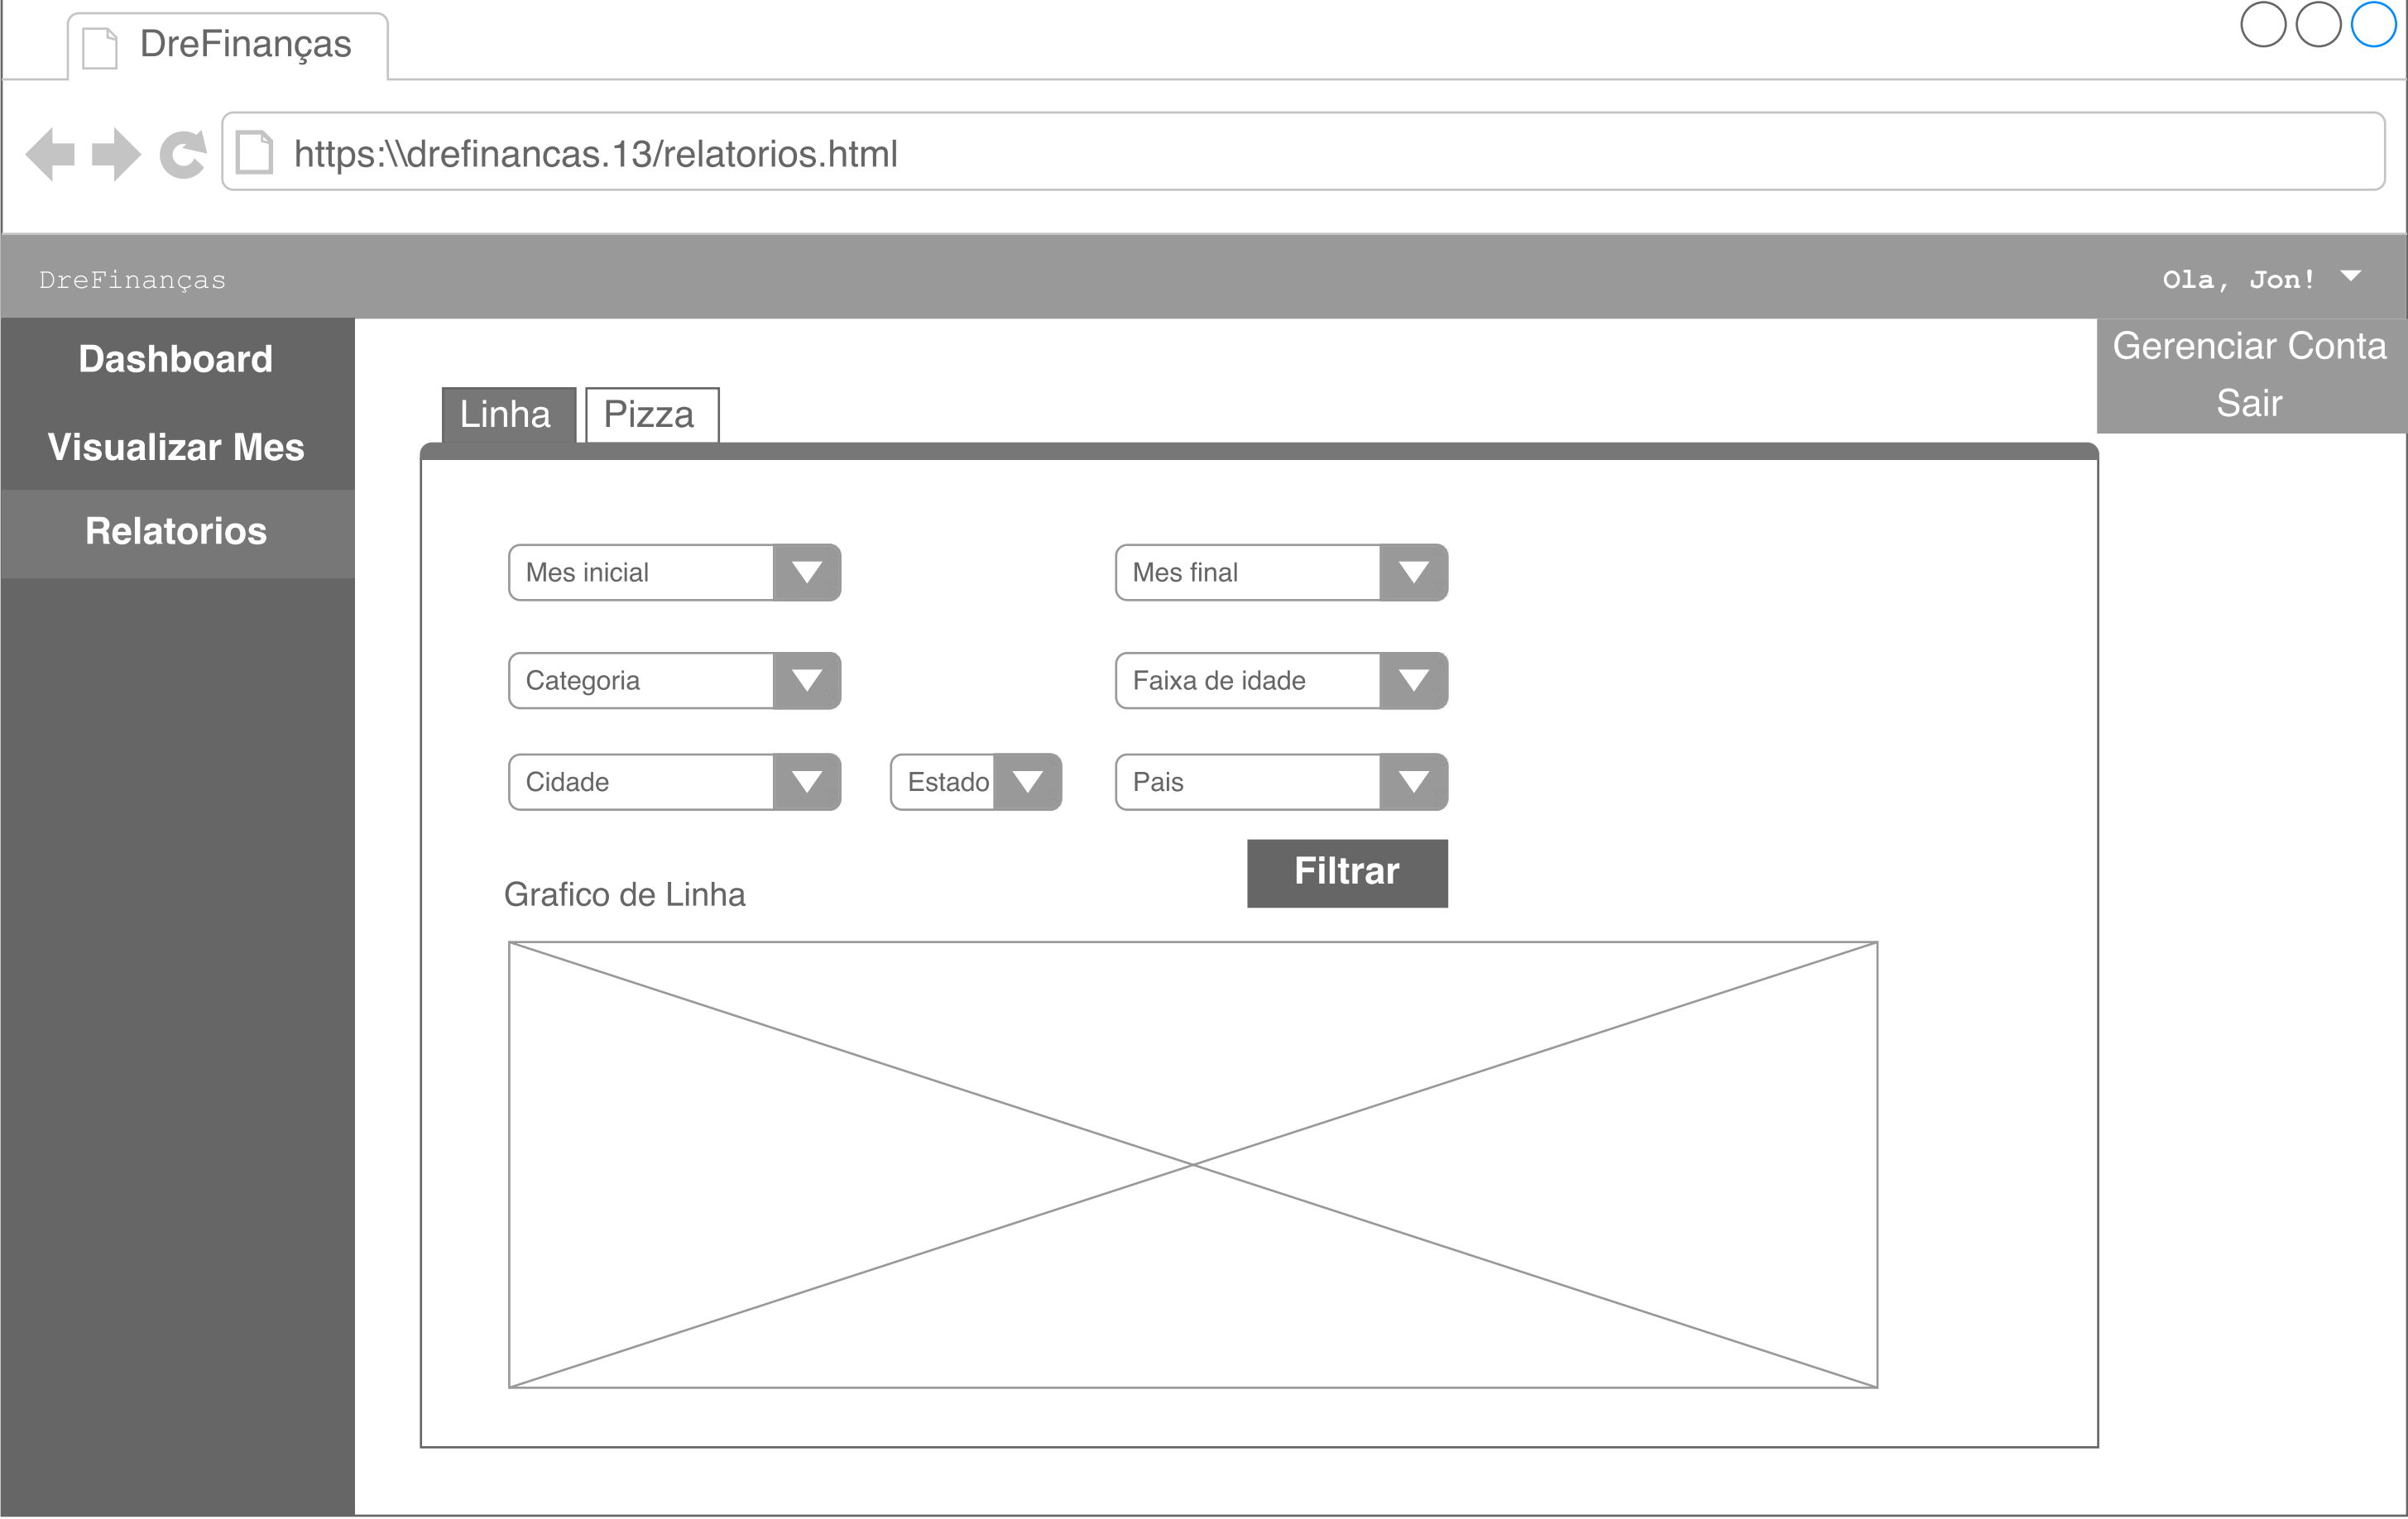 DreFinanças
https:\\drefinancas.13/relatorios.html
DreFinanças
Ola, Jon!
Gerenciar Conta
Sair
Dashboard
Visualizar Mes
Relatorios
Linha
Pizza
Mes inicial
Mes final
Categoria
Faixa de idade
Cidade
Estado
Pais
Filtrar
Grafico de Linha